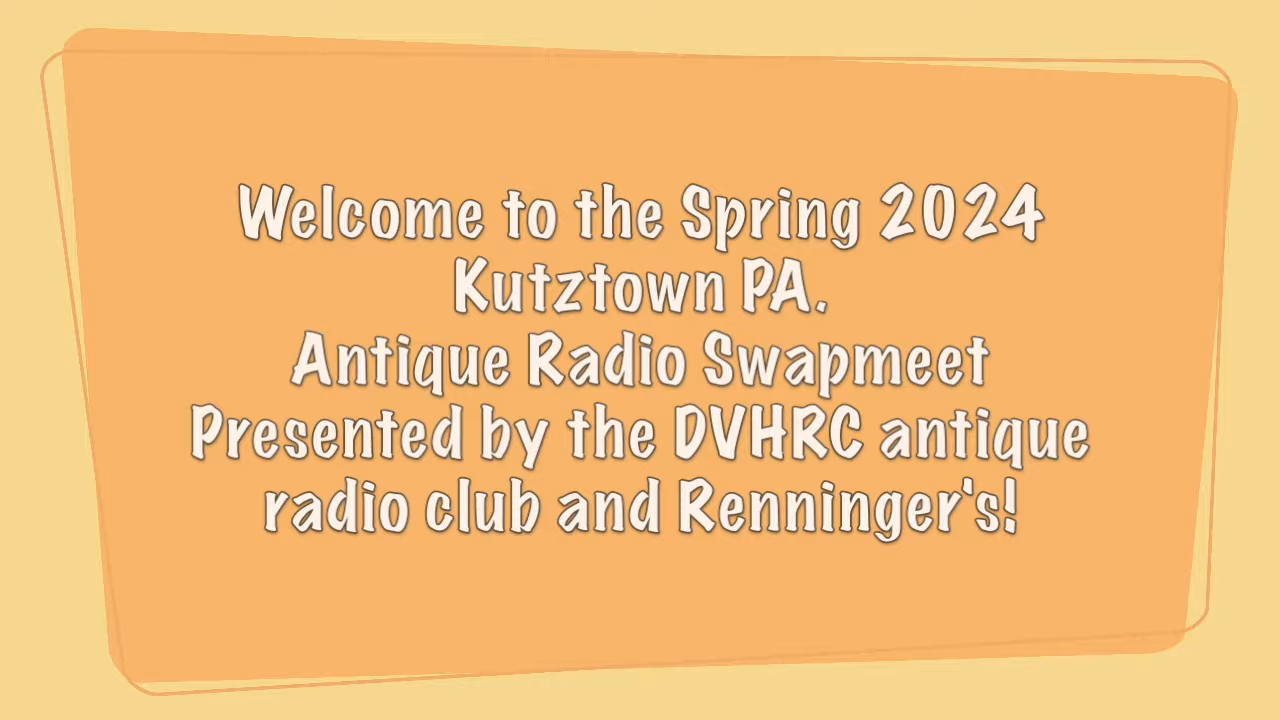 Welcome to the Spring 2024
Kutztown PA.
Antique Radio Swapmeet
Presented by the DVHRC antique
radio club and Renninger's!